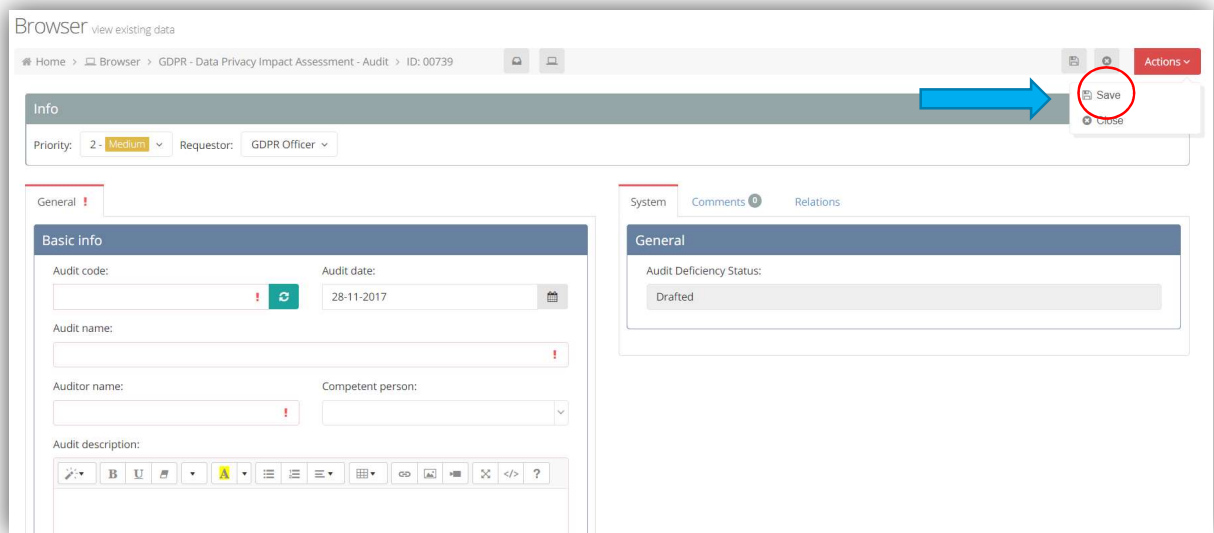 Browser view existing data
Home > Browser > GDPR - Data Privacy Impact Assessment - Audit > ID: 00739
Actions
Save
Close
Info
Priority: 2 - Medium Requestor: GDPR Officer
General !
System Comments 0 Relations
Basic info
General
Audit code: Audit date:
! 28-11-2017
Audit Deficiency Status:
Drafted
Audit name:
!
Auditor name: Competent person:
!
Audit description:
B U A </> ?